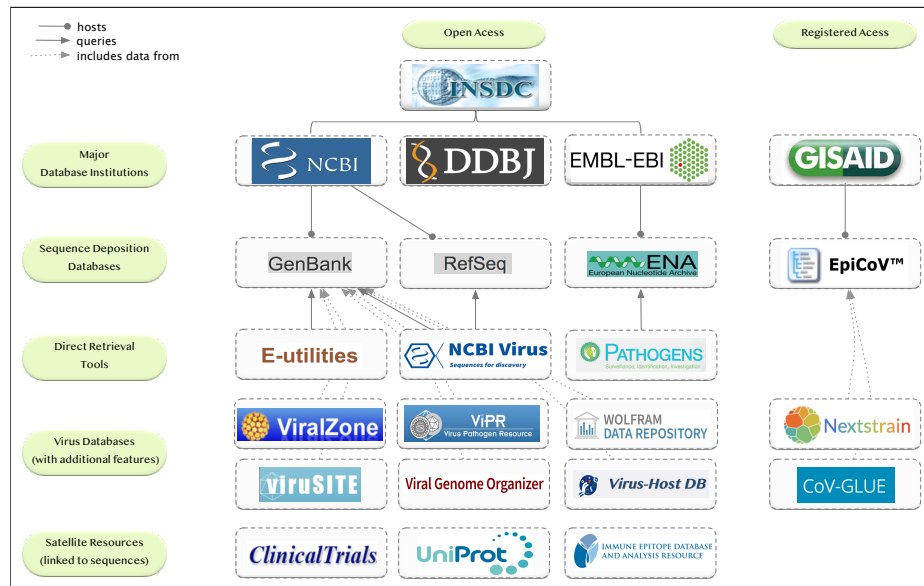 hosts
queries
includes data from
Open Acess
Registered Acess
INSDC
Major
Database Institutions
NCBI
DDBJ
EMBL-EBI
GISAID
Sequence Deposition
Databases
GenBank
RefSeq
ENA
European Nucleotide Archive
EpiCoV™
Direct Retrieval
Tools
E-utilities
NCBI Virus
Sequences for discovery
PATHOGENS
Surveillance, Identification, Investigation
Virus Databases
(with additional features)
ViralZone
ViPR
Virus Pathogen Resource
WOLFRAM
DATA REPOSITORY
Nextstrain
viruSITE
Viral Genome Organizer
Virus-Host DB
CoV-GLUE
Satellite Resources
(linked to sequences)
ClinicalTrials
UniProt
IMMUNE EPITOPE DATABASE
AND ANALYSIS RESOURCE